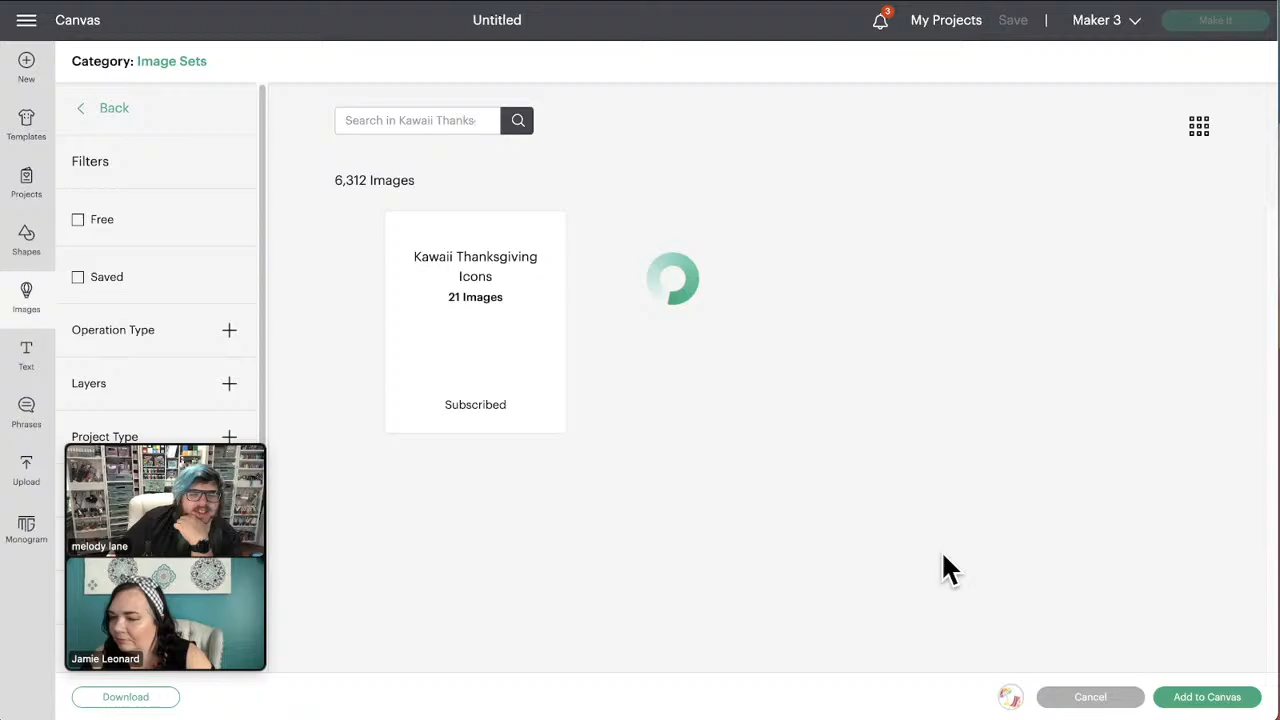 Canvas
Untitled
3
My Projects
Save
|
Maker 3
Make It
New
Templates
Projects
Shapes
Images
Text
Phrases
Upload
Monogram
Category: Image Sets
Back
Filters
Free
Saved
Operation Type
Layers
Project Type
Search in Kawaii Thanks
6,312 Images
Kawaii Thanksgiving
Icons
21 Images
Subscribed
melody lane
Jamie Leonard
Download
Cancel
Add to Canvas